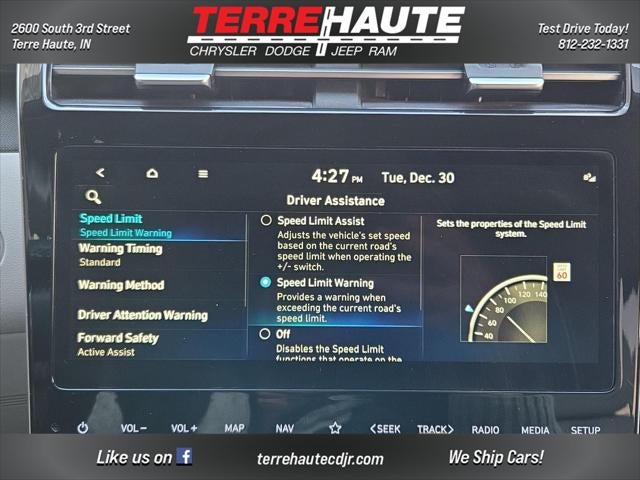 2600 South 3rd Street
Terre Haute, IN
TERRE HAUTE
CHRYSLER DODGE JEEP RAM
Test Drive Today!
812-232-1331
4:27 PM Tue, Dec. 30
Driver Assistance
Speed Limit
Speed Limit Warning
Warning Timing
Standard
Warning Method
Driver Attention Warning
Forward Safety
Active Assist
Speed Limit Assist
Adjusts the vehicle's set speed
based on the current road's
speed limit when operating the
+/- switch.
Speed Limit Warning
Provides a warning when
exceeding the current road's
speed limit.
Off
Disables the Speed Limit
functions that operate on the
Sets the properties of the Speed Limit
system.
60
40 60 80 100 120 140
VOL− VOL+ MAP NAV <SEEK TRACK> RADIO MEDIA SETUP
Like us on f
terrehautecdjr.com
We Ship Cars!